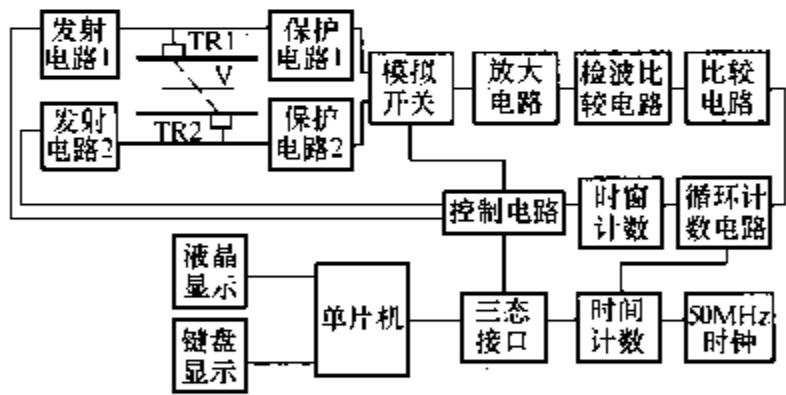 发射
电路1
TR1
保护
电路1
模拟
开关
放大
电路
检波比
较电路
比较
电路
V
发射
电路2
TR2
保护
电路2
控制电路
时窗
计数
循环计
数电路
液晶
显示
单片机
三态
接口
时间
计数
50MHz
时钟
键盘
显示